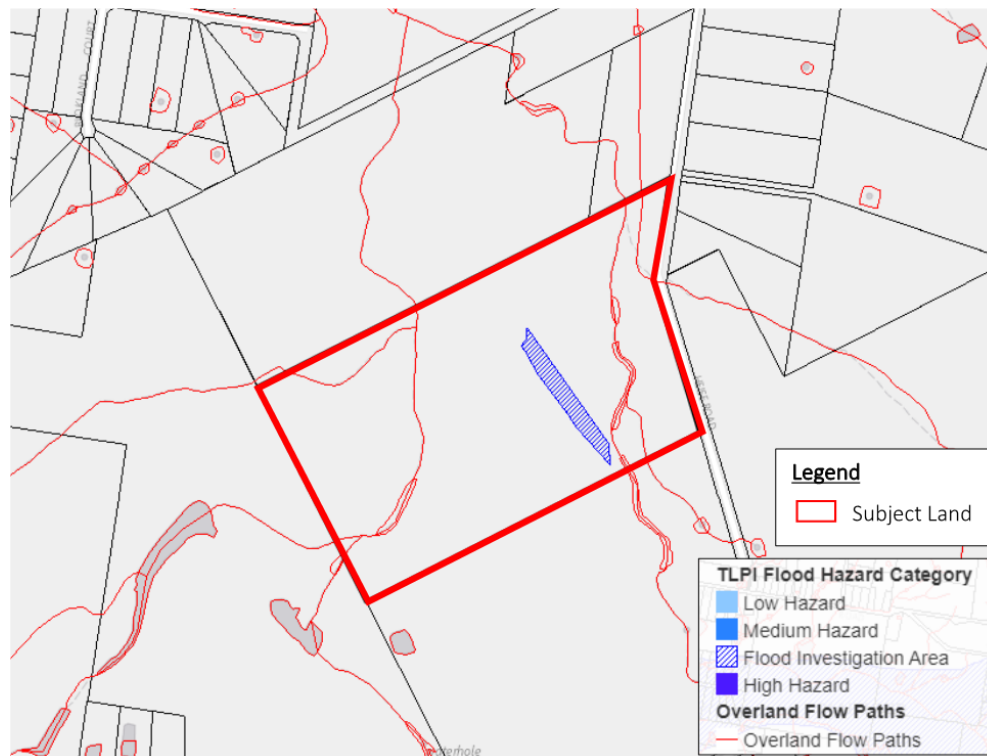 COURT
Legend
Subject Land
TLPI Flood Hazard Category
Low Hazard
Medium Hazard
Flood Investigation Area
High Hazard
Overland Flow Paths
Overland Flow Paths